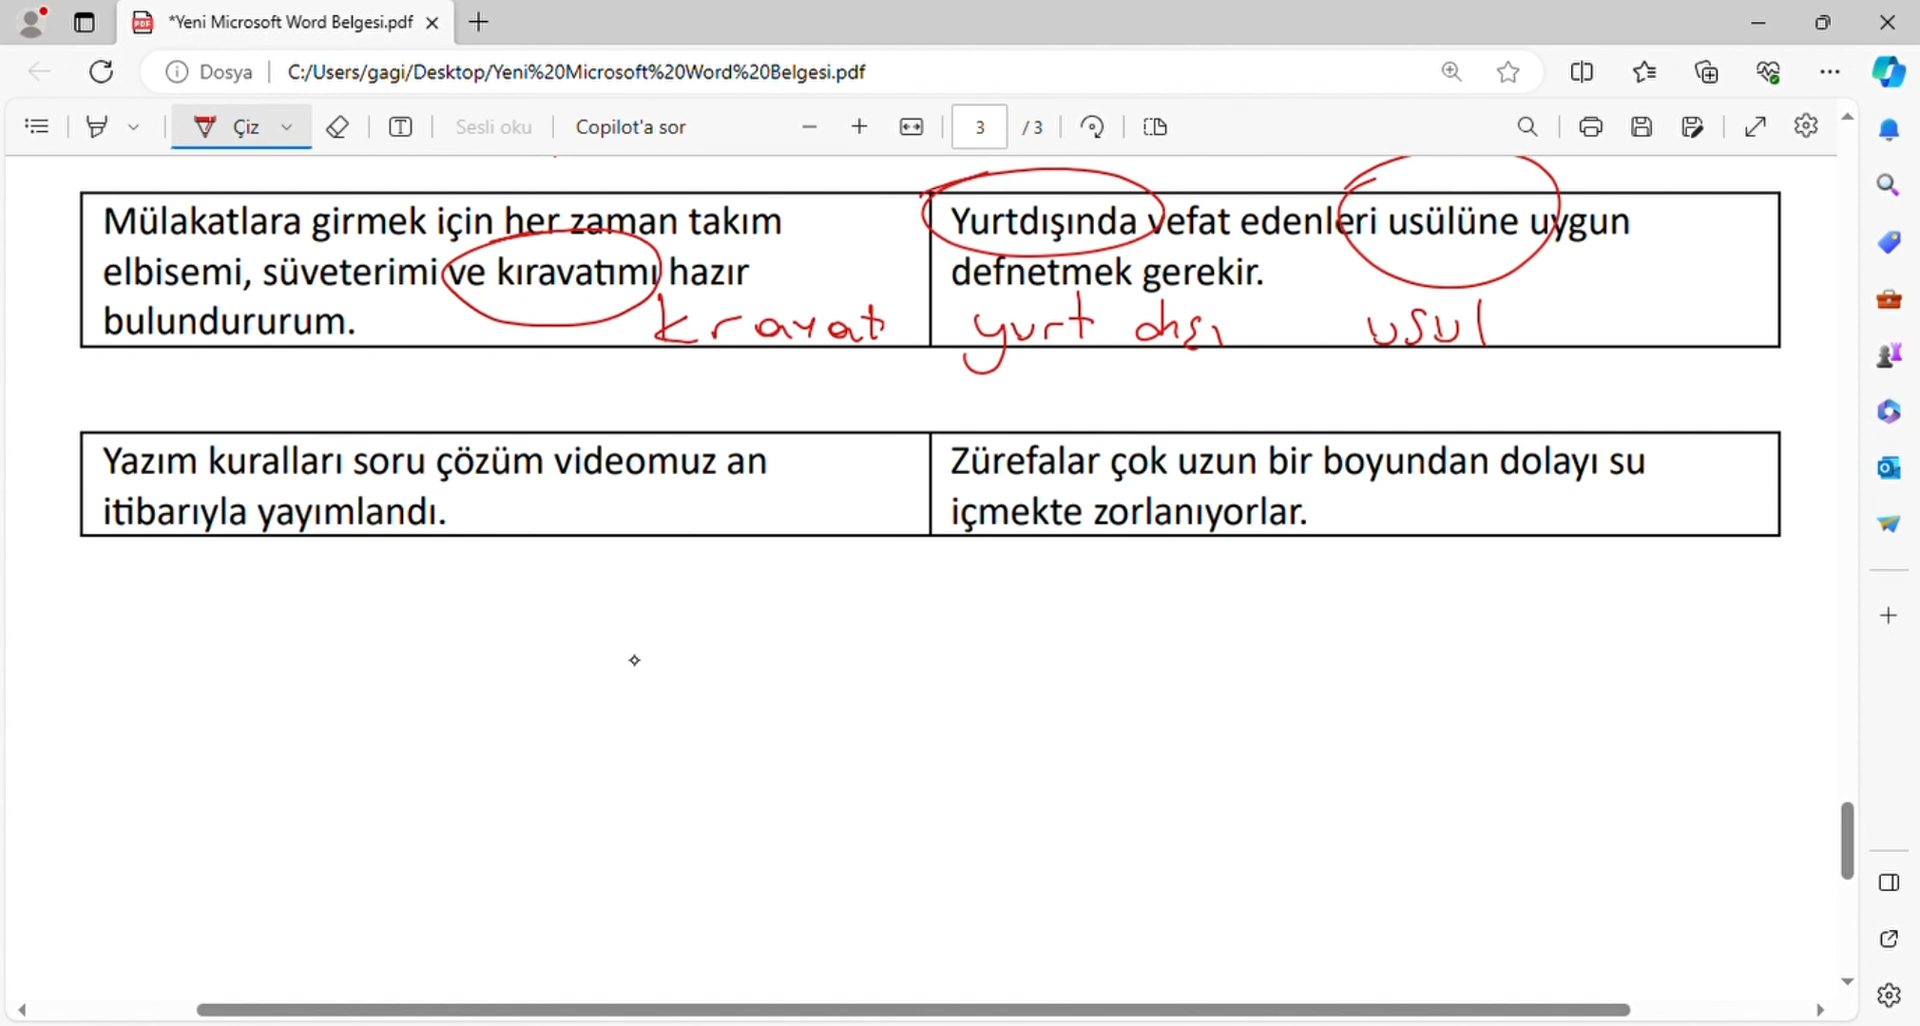 *Yeni Microsoft Word Belgesi.pdf
Dosya
C:/Users/gagi/Desktop/Yeni%20Microsoft%20Word%20Belgesi.pdf
Çiz
Sesli oku
Copilot'a sor
3 / 3
Mülakatlara girmek için her zaman takım
elbisemi, süveterimi ve kıravatımı hazır
bulundururum.
kravat
Yurtdışında vefat edenleri usülüne uygun
defnetmek gerekir.
yurt dışı usul
Yazım kuralları soru çözüm videomuz an
itibarıyla yayımlandı.
Zürefalar çok uzun bir boyundan dolayı su
içmekte zorlanıyorlar.